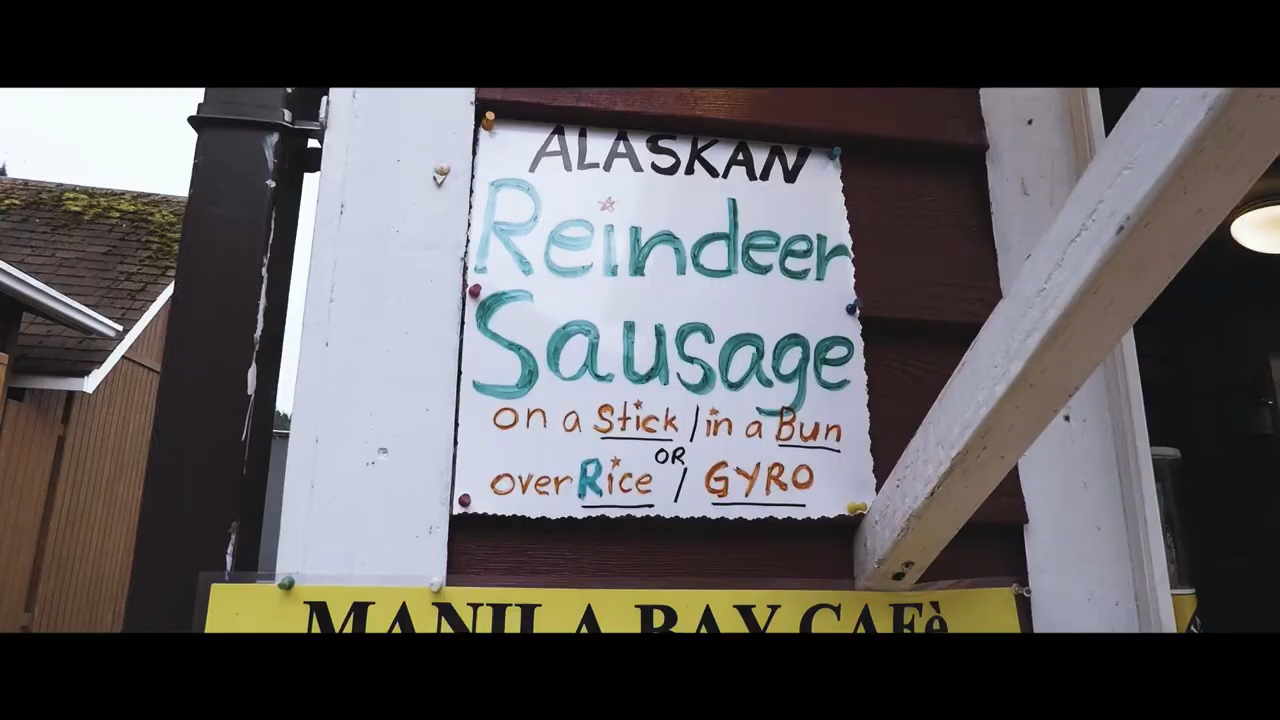 ALASKAN
Reindeer
Sausage
on a Stick / in a Bun
OR
over Rice / GYRO
MANILA BAY CAFè